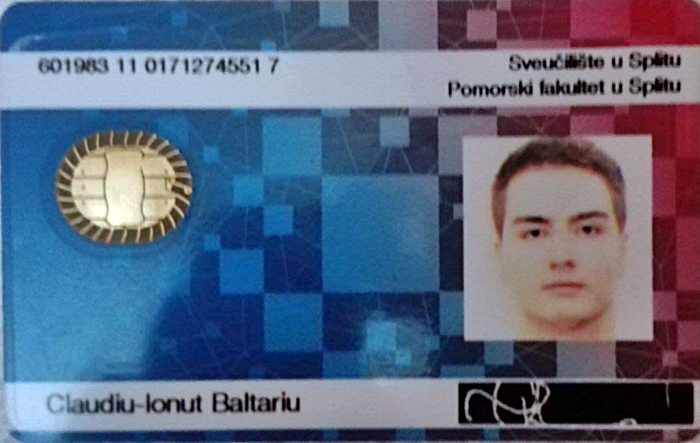 601983 11 0171274551 7
Sveučilište u Splitu
Pomorski fakultet u Splitu
Claudiu-Ionut Baltariu